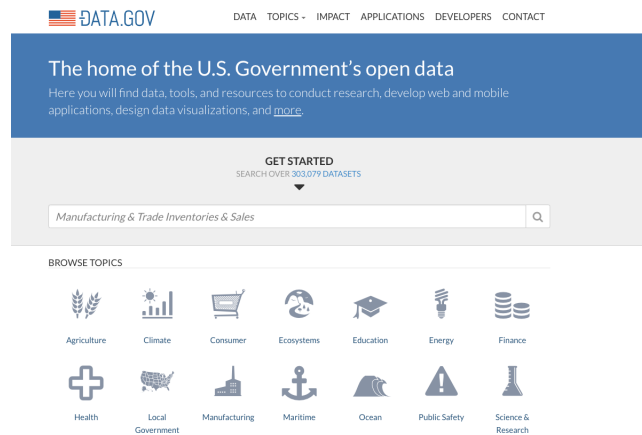 DATA.GOV
DATA TOPICS IMPACT APPLICATIONS DEVELOPERS CONTACT
The home of the U.S. Government's open data
Here you will find data, tools, and resources to conduct research, develop web and mobile
applications, design data visualizations, and more.
GET STARTED
SEARCH OVER 303,079 DATASETS
Manufacturing & Trade Inventories & Sales
BROWSE TOPICS
Agriculture Climate Consumer Ecosystems Education Energy Finance
Health Local Manufacturing Maritime Ocean Public Safety Science &
Government Research